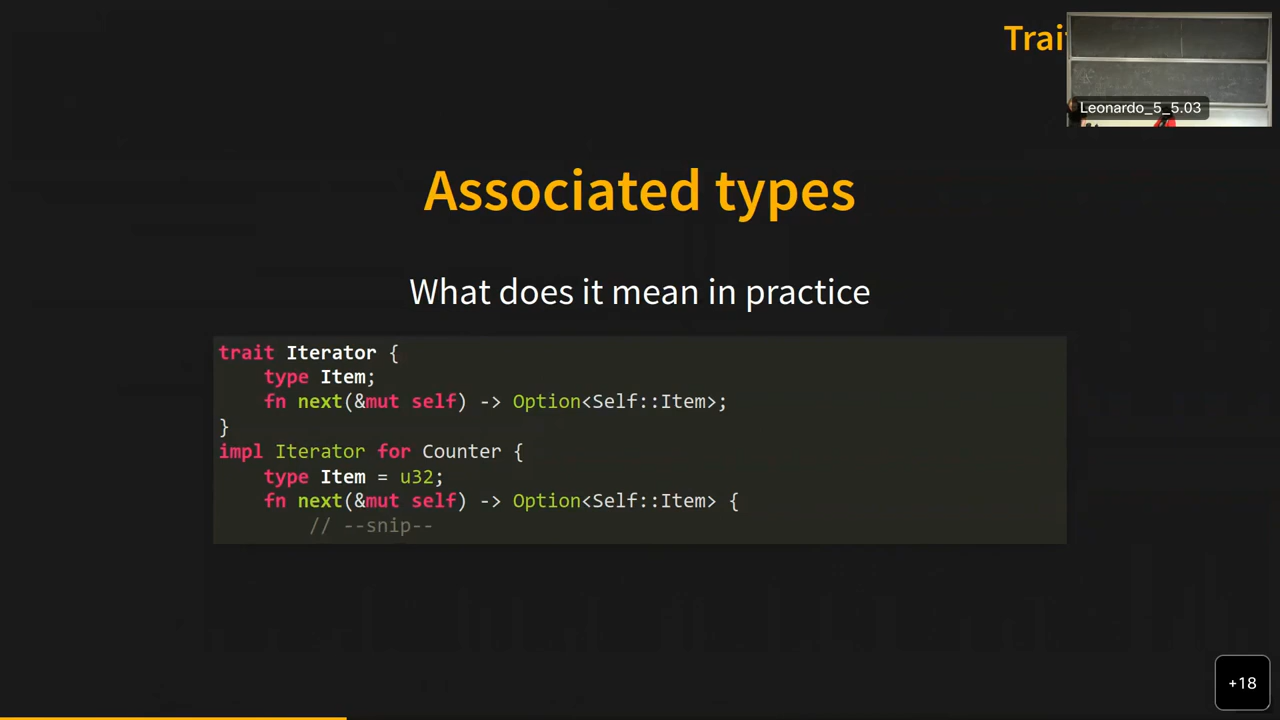 Trait
Leonardo_5_5.03
Associated types
What does it mean in practice
trait Iterator {
    type Item;
    fn next(&mut self) -> Option<Self::Item>;
}
impl Iterator for Counter {
    type Item = u32;
    fn next(&mut self) -> Option<Self::Item> {
        // --snip--
+18